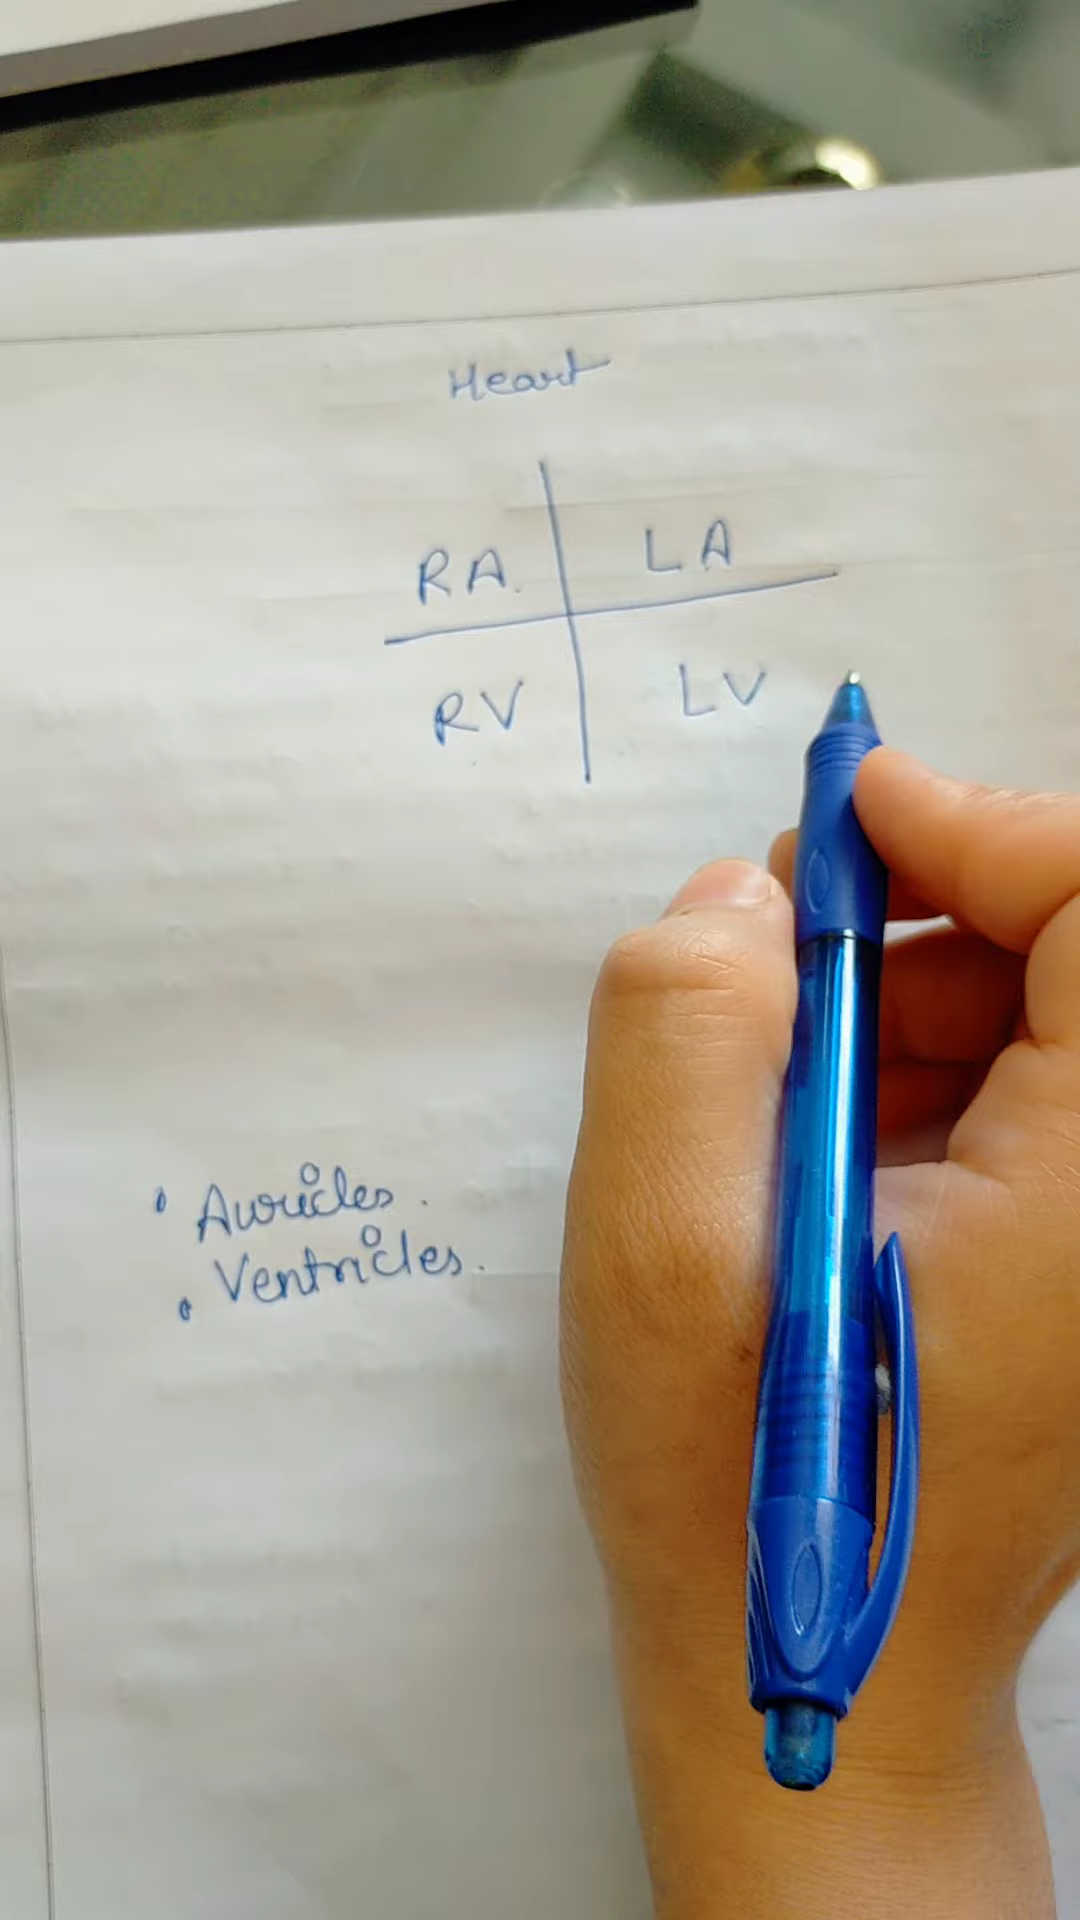 Heart
RA. LA
RV LV
• Auricles.
• Ventricles.